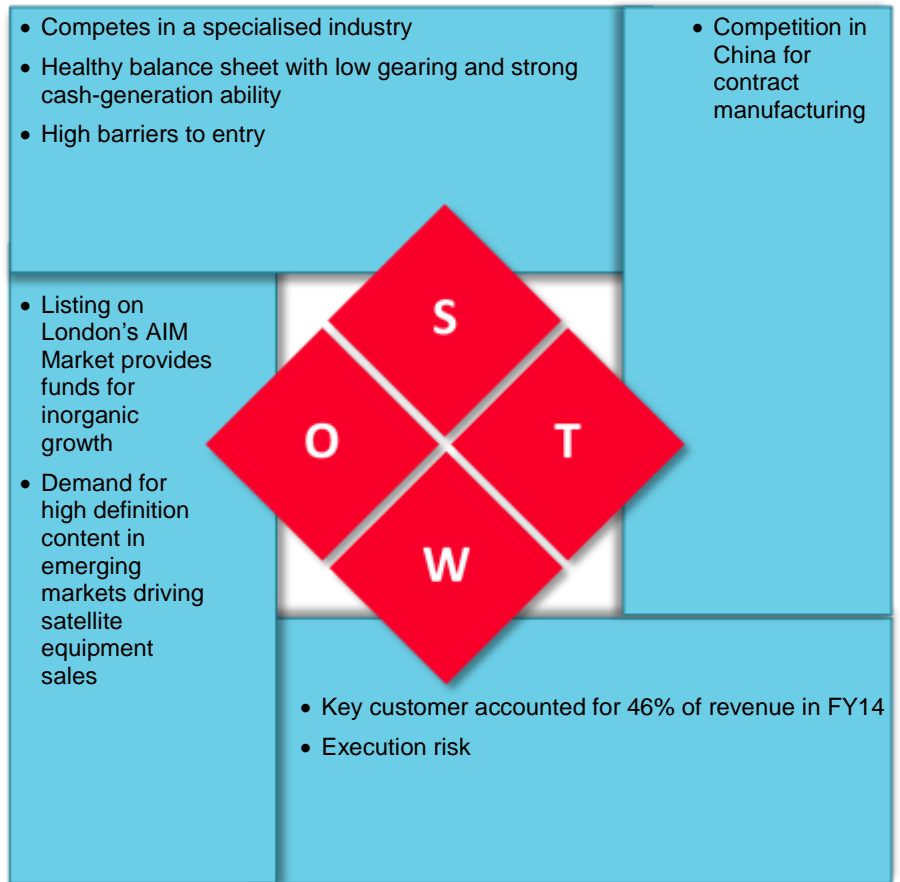 • Competes in a specialised industry
• Healthy balance sheet with low gearing and strong
cash-generation ability
• High barriers to entry
• Competition in
China for
contract
manufacturing
• Listing on
London's AIM
Market provides
funds for
inorganic
growth
• Demand for
high definition
content in
emerging
markets driving
satellite
equipment
sales
S
O
T
W
• Key customer accounted for 46% of revenue in FY14
• Execution risk